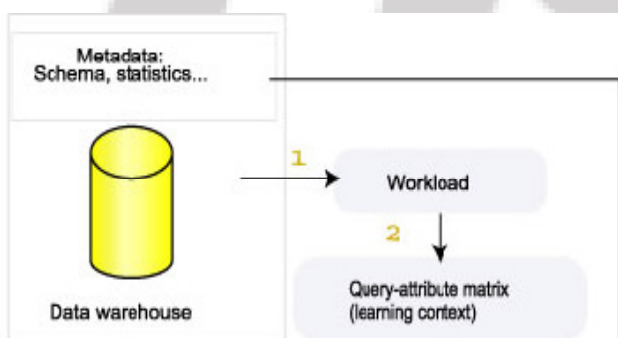 Metadata:
Schema, statistics...
1
Workload
2
Query-attribute matrix
(learning context)
Data warehouse